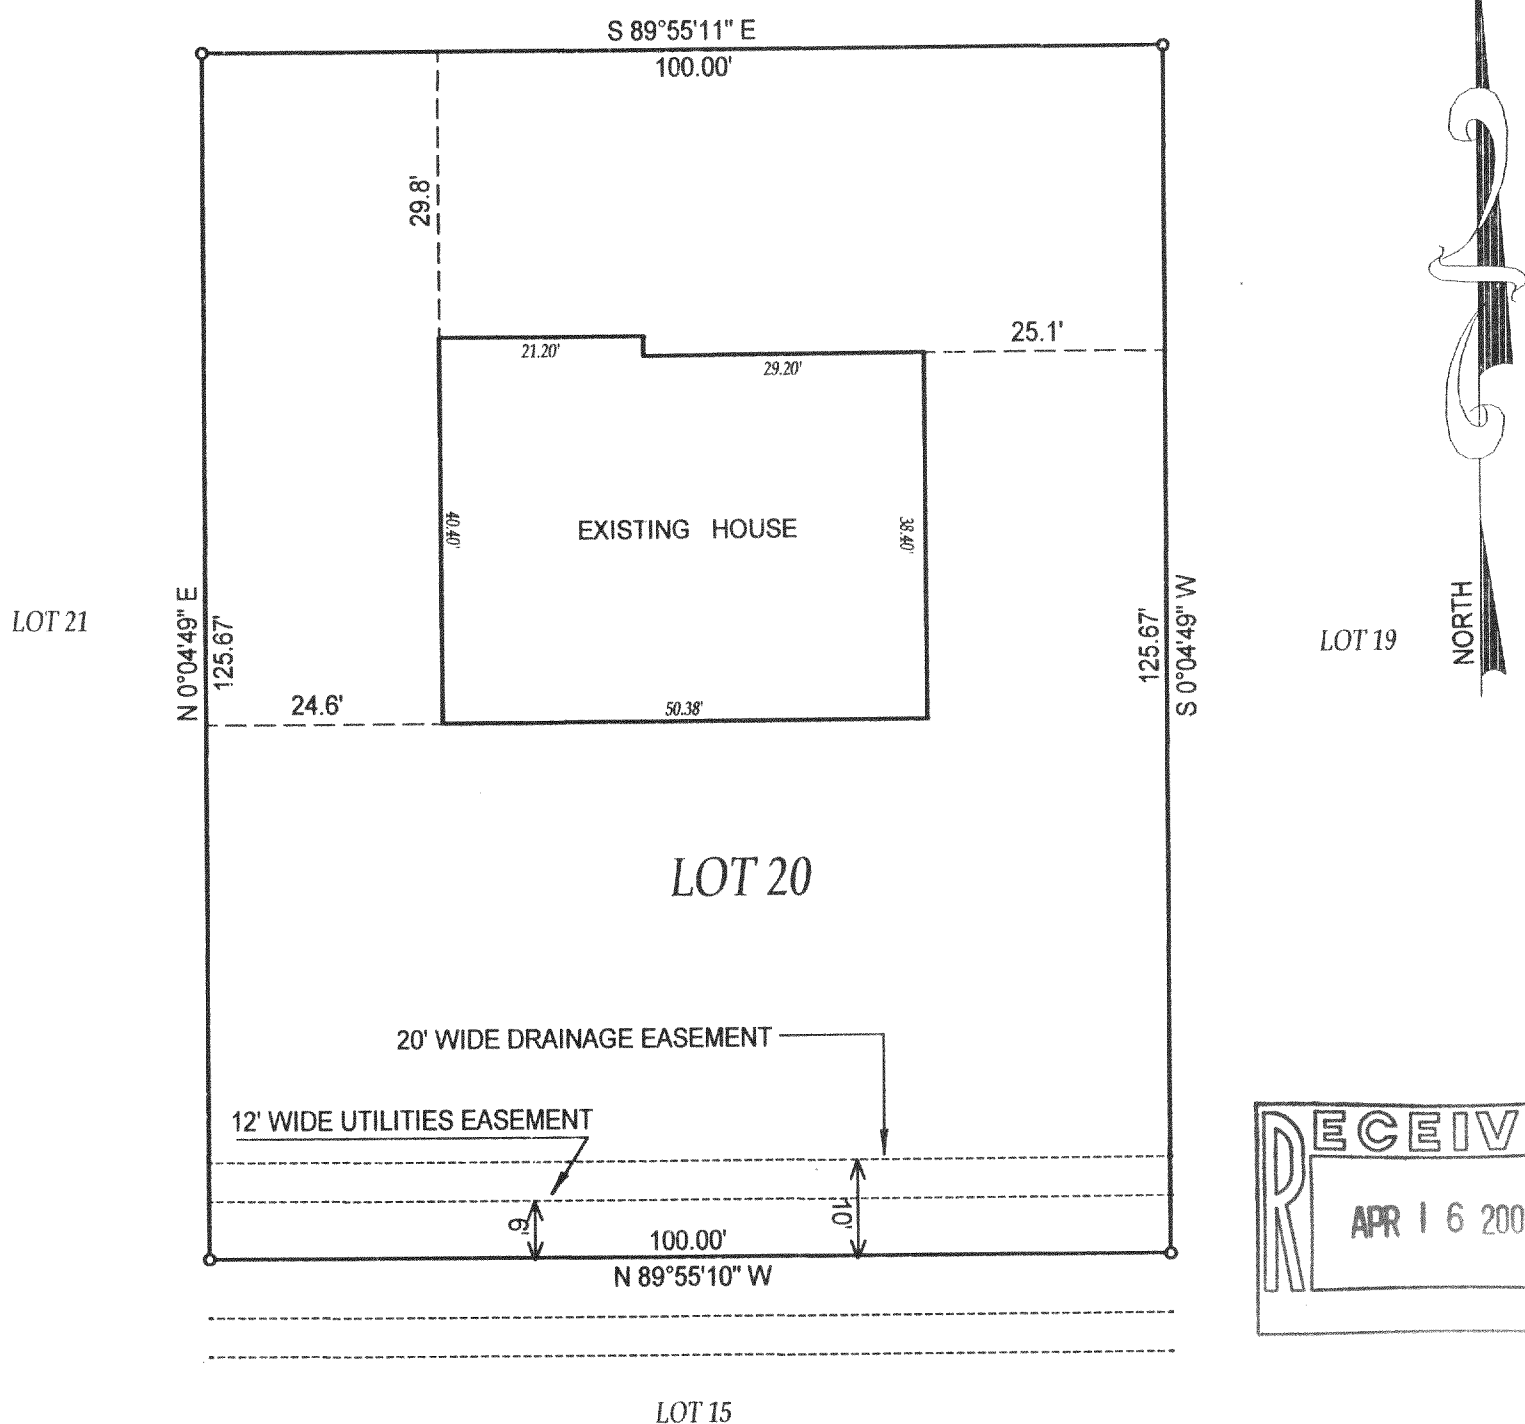 S 89°55'11" E
100.00'
29.8'
25.1'
21.20'
29.20'
40.40'
EXISTING HOUSE
38.40'
LOT 21
N 0°04'49" E
125.67'
125.67'
S 0°04'49" W
LOT 19
NORTH
24.6'
50.38'
LOT 20
20' WIDE DRAINAGE EASEMENT
12' WIDE UTILITIES EASEMENT
RECEIV
APR 16 200
6'
10'
100.00'
N 89°55'10" W
LOT 15